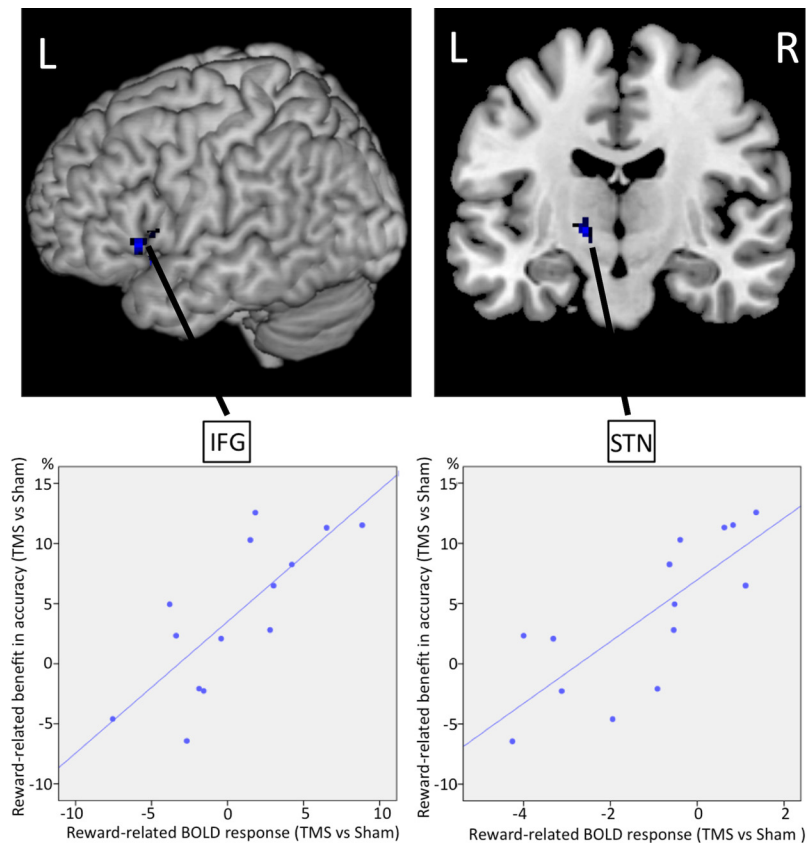 L
L R
IFG
STN
%
15
10
5
0
-5
-10
Reward-related benefit in accuracy (TMS vs Sham)
-10 -5 0 5 10
Reward-related BOLD response (TMS vs Sham)
%
15
10
5
0
-5
-10
Reward-related benefit in accuracy (TMS vs Sham)
-4 -2 0 2
Reward-related BOLD response (TMS vs Sham )